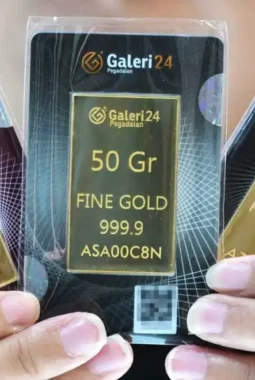 Galeri24
Pegadaian
Galeri24
Pegadaian
50 Gr
FINE GOLD
999.9
ASA00C8N